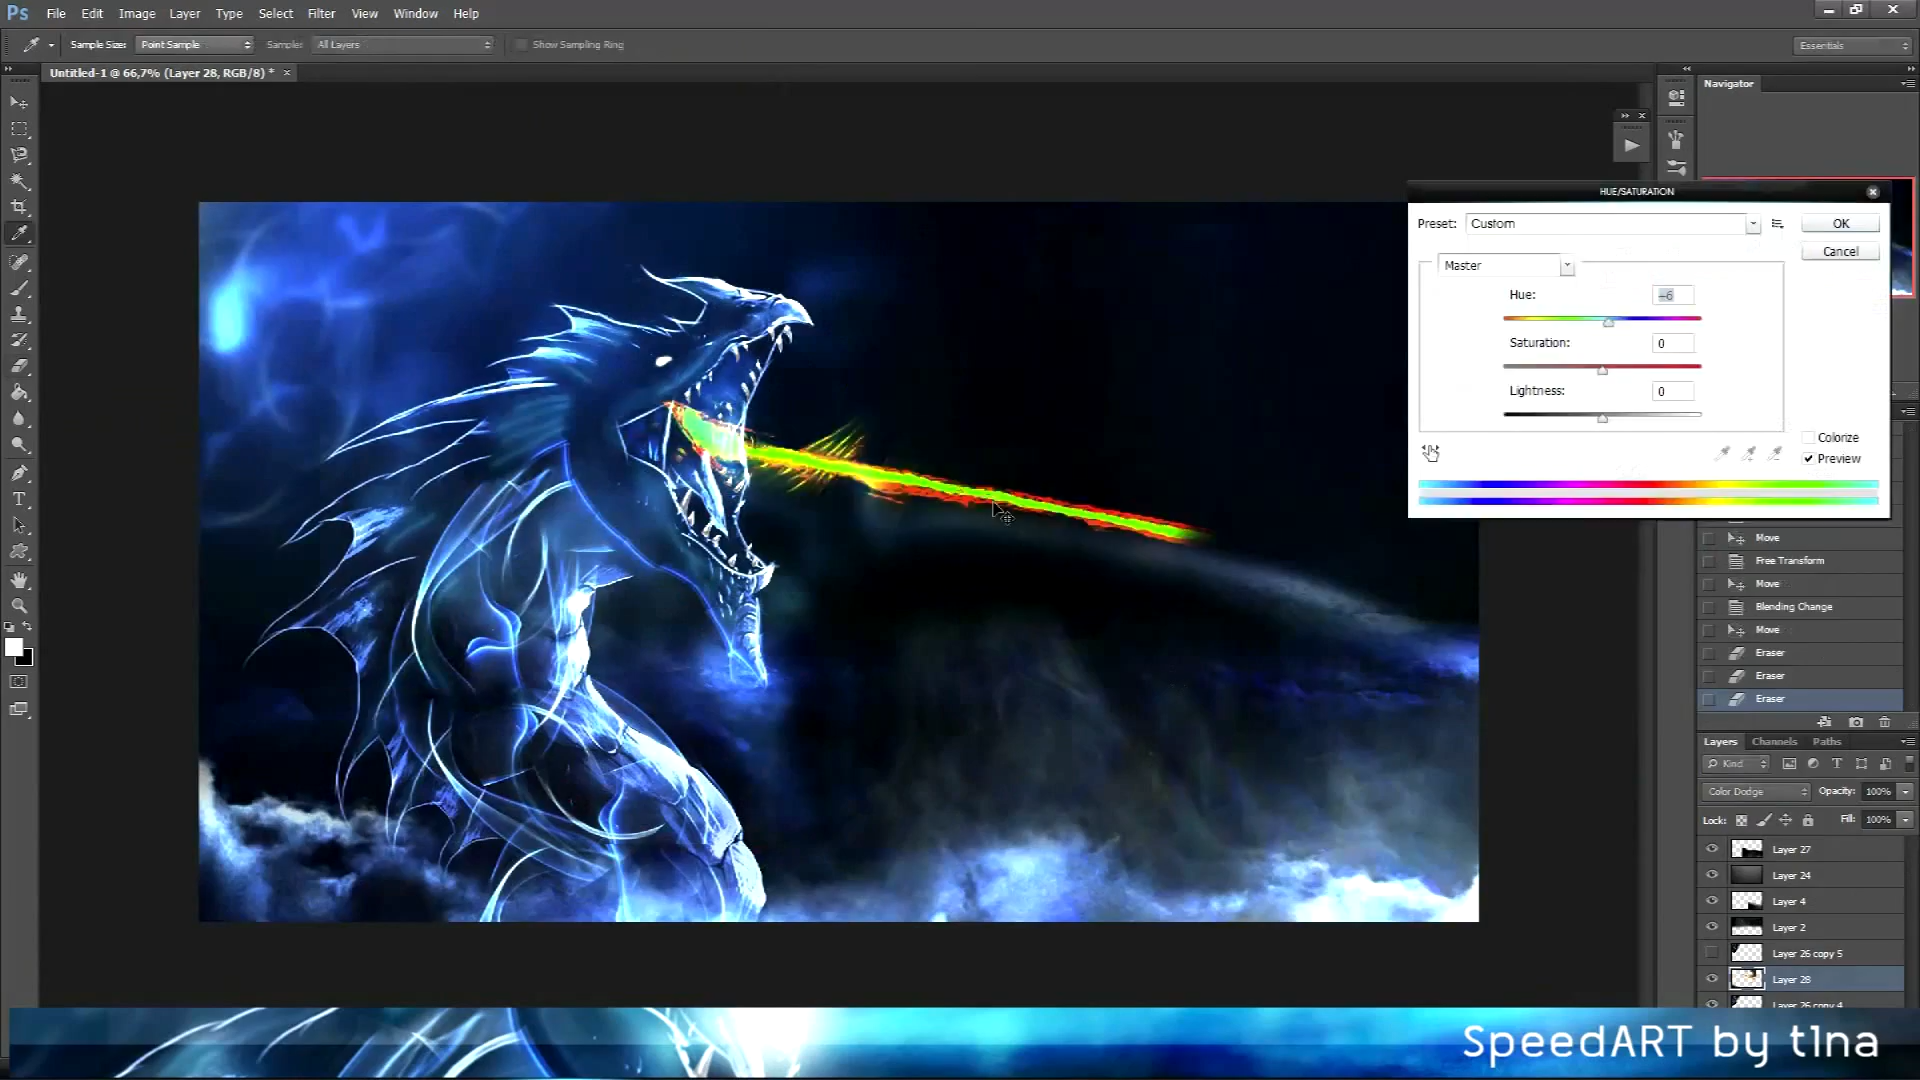 Ps File Edit Image Layer Type Select Filter View Window Help
Sample Size: Point Sample Sample: All Layers Show Sampling Ring Essentials
Untitled-1 @ 66,7% (Layer 28, RGB/8) * ×
Navigator
HUE/SATURATION
Preset: Custom OK
Cancel
Master
Hue:
Saturation: 0
Lightness: 0
Colorize
Preview
Move
Free Transform
Move
Blending Change
Move
Eraser
Eraser
Eraser
Layers Channels Paths
Kind
Color Dodge Opacity: 100%
Lock: Fill: 100%
Layer 27
Layer 24
Layer 4
Layer 2
Layer 26 copy 5
Layer 28
Layer 26 copy 4
SpeedART by t1na